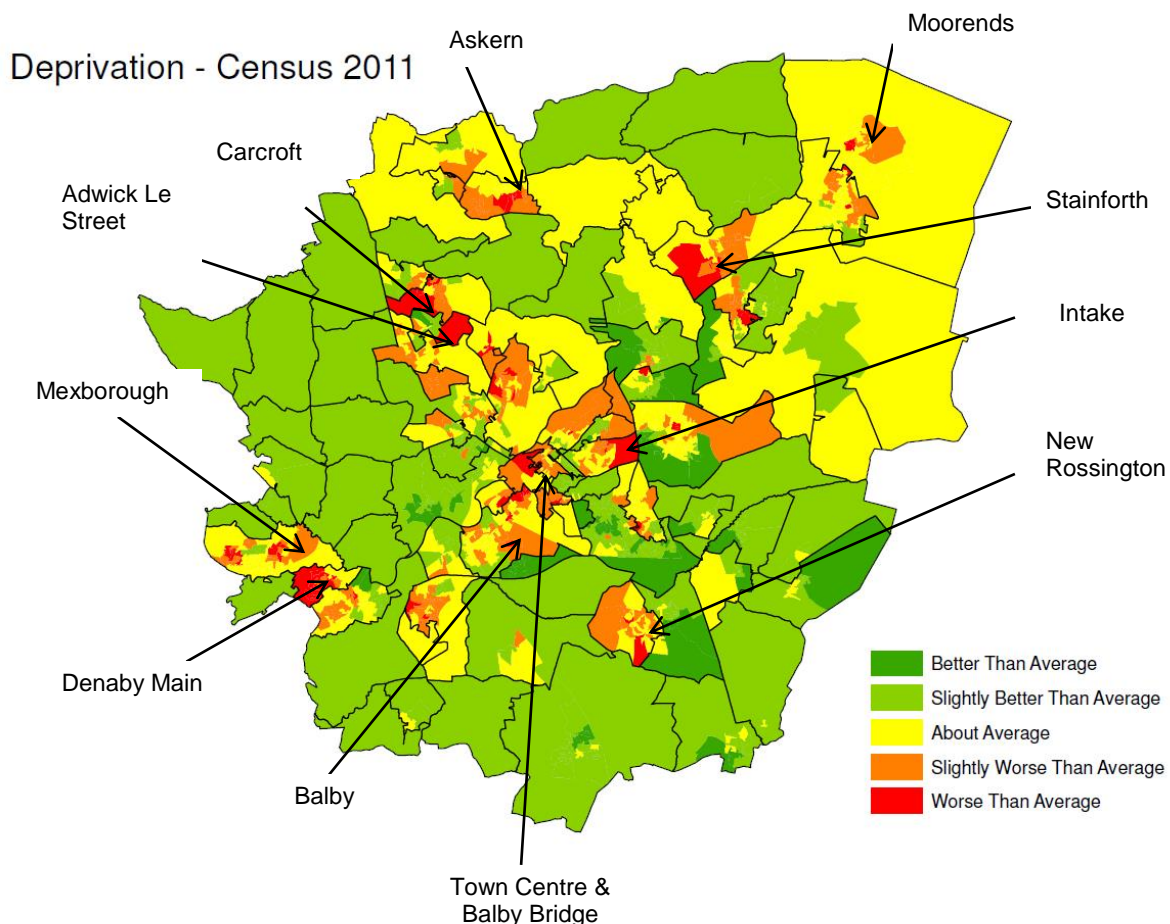 Moorends
Askern
Deprivation - Census 2011
Carcroft
Adwick Le
Street
Stainforth
Intake
Mexborough
New
Rossington
Denaby Main
Balby
Town Centre &
Balby Bridge
Better Than Average
Slightly Better Than Average
About Average
Slightly Worse Than Average
Worse Than Average